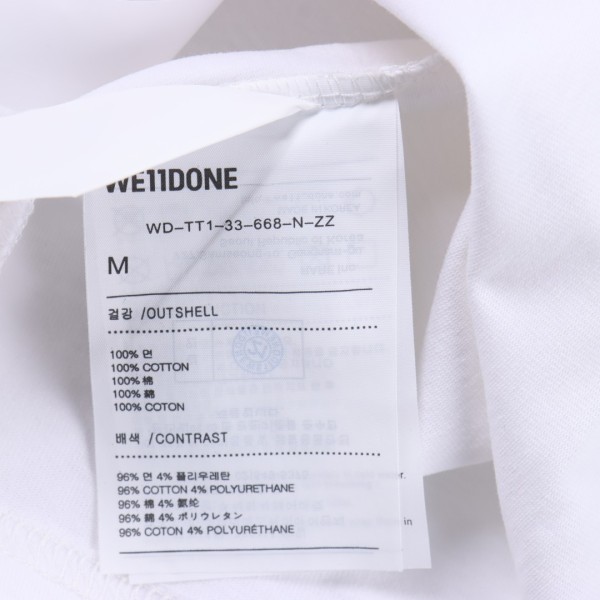 WE11DONE
WD-TT1-33-668-N-ZZ
M
겉감 /OUTSHELL
100% 면
100% COTTON
100% 棉
100% 綿
100% COTON
배색 /CONTRAST
96% 면 4% 폴리우레탄
96% COTTON 4% POLYURETHANE
96% 棉 4% 氨纶
96% 綿 4% ポリウレタン
96% COTON 4% POLYURÉTHANE